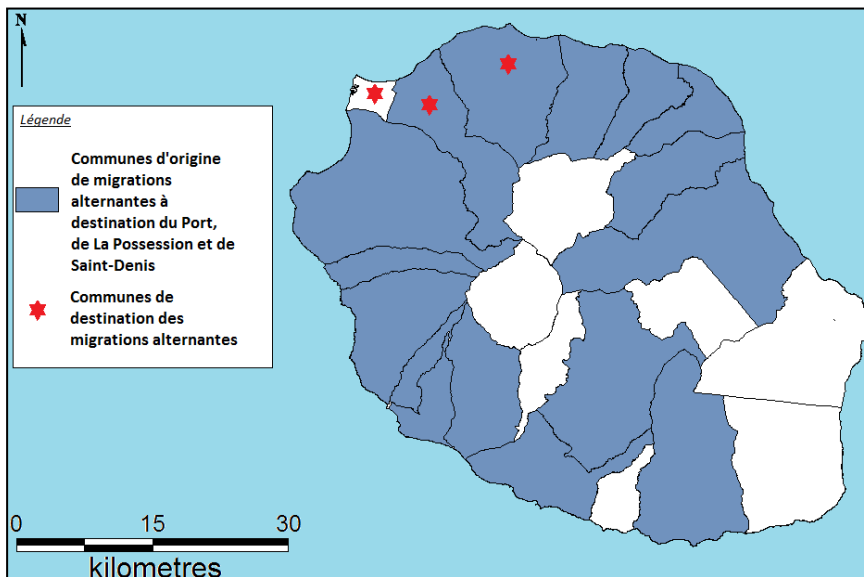 N
Légende
Communes d'origine
de migrations
alternantes à
destination du Port,
de La Possession et de
Saint-Denis
Communes de
destination des
migrations alternantes
0 15 30
kilometres